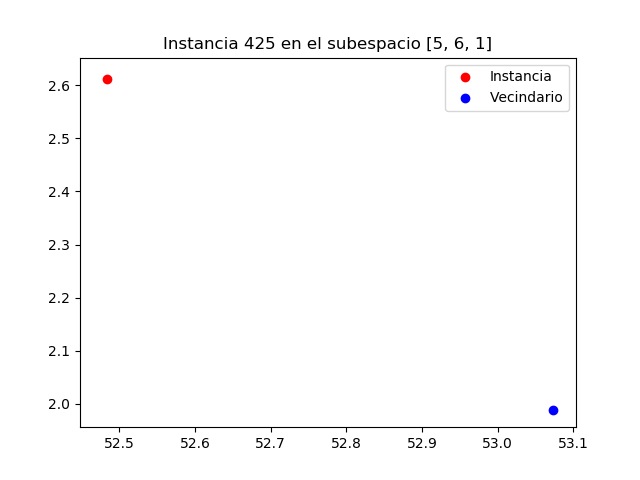 Instancia 425 en el subespacio [5, 6, 1]
Instancia
Vecindario
2.6
2.5
2.4
2.3
2.2
2.1
2.0
52.5 52.6 52.7 52.8 52.9 53.0 53.1